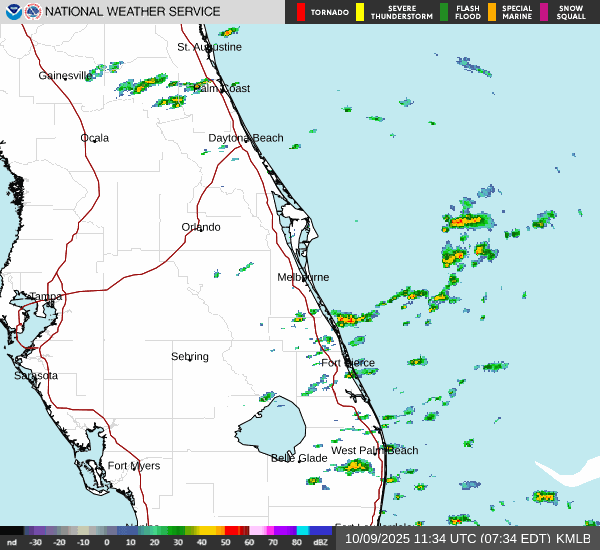 NATIONAL WEATHER SERVICE
TORNADO
SEVERE THUNDERSTORM
FLASH FLOOD
SPECIAL MARINE
SNOW SQUALL
St. Augustine
Gainesville
Palm Coast
Ocala
Daytona Beach
Orlando
Melbourne
Tampa
Sebring
Fort Pierce
Sarasota
West Palm Beach
Belle Glade
Fort Myers
nd -30 -20 -10 0 10 20 30 40 50 60 70 80 dBZ
10/09/2025 11:34 UTC (07:34 EDT) KMLB